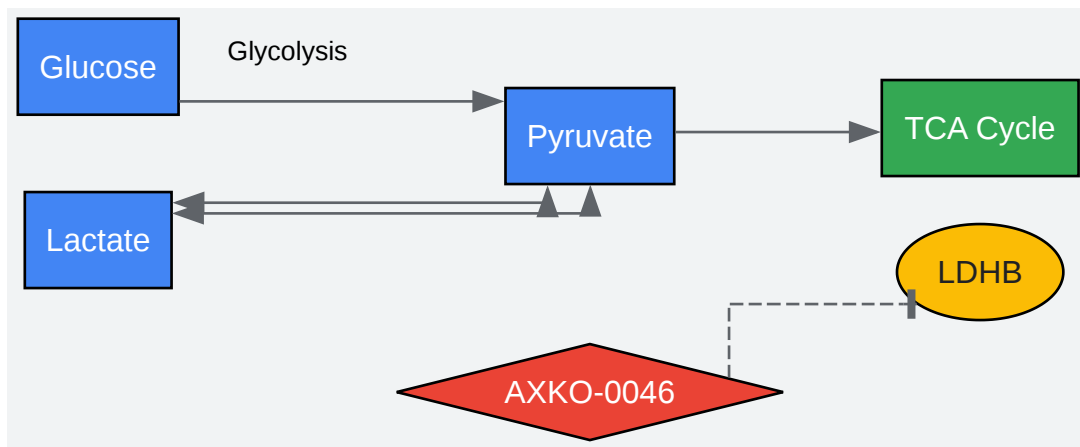 Glucose
Glycolysis
Pyruvate
TCA Cycle
Lactate
LDHB
AXKO-0046